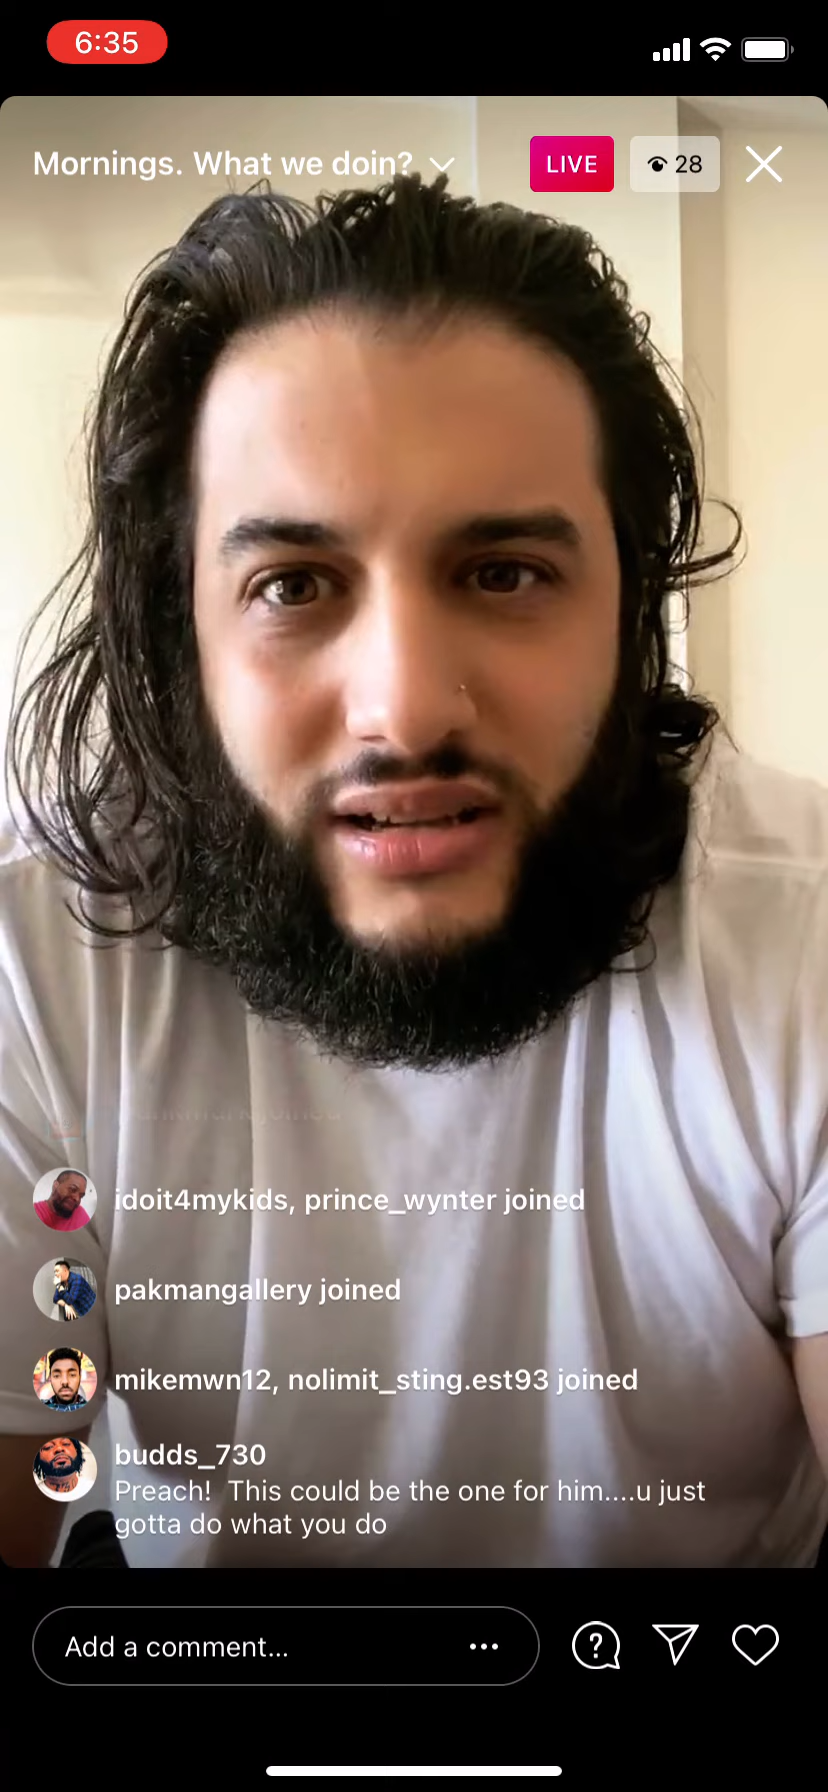 6:35
Mornings. What we doin?
LIVE
28
joined
idoit4mykids, prince_wynter joined
pakmangallery joined
mikemwn12, nolimit_sting.est93 joined
budds_730
Preach!  This could be the one for him....u just
gotta do what you do
Add a comment...